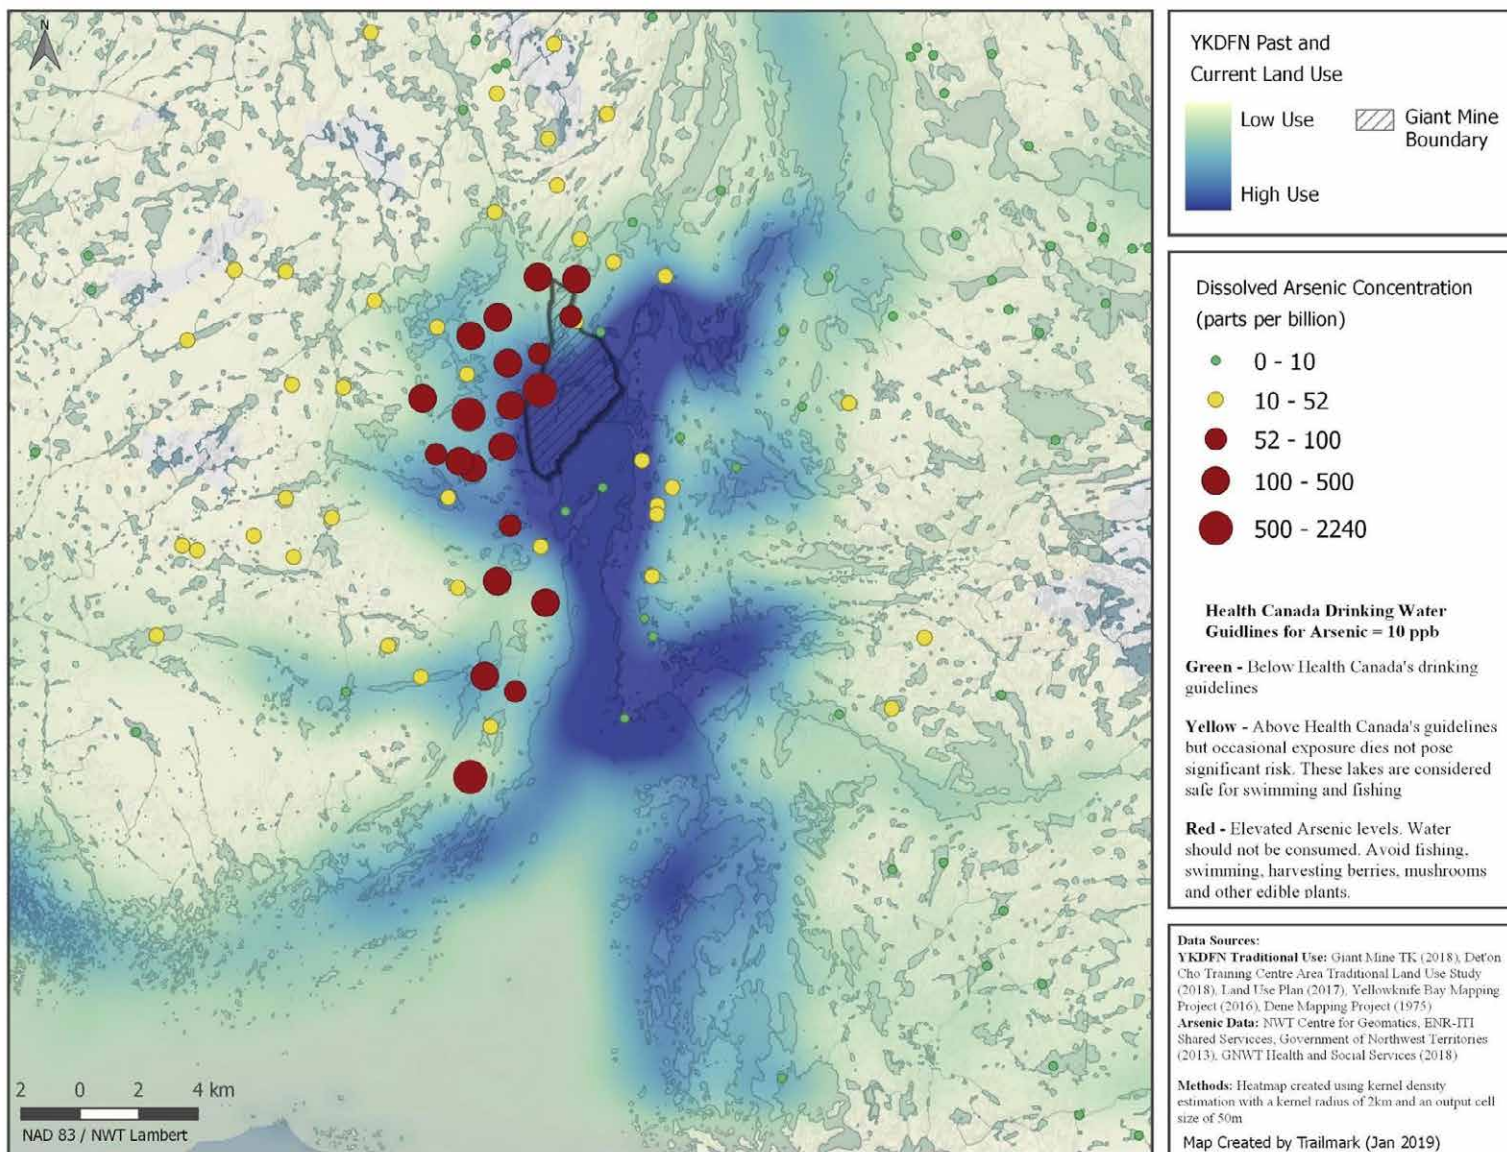 N
YKDFN Past and
Current Land Use
Low Use
High Use
Giant Mine
Boundary
Dissolved Arsenic Concentration
(parts per billion)
0 - 10
10 - 52
52 - 100
100 - 500
500 - 2240
Health Canada Drinking Water
Guidlines for Arsenic = 10 ppb
Green - Below Health Canada's drinking
guidelines
Yellow - Above Health Canada's guidelines
but occasional exposure dies not pose
significant risk. These lakes are considered
safe for swimming and fishing
Red - Elevated Arsenic levels. Water
should not be consumed. Avoid fishing,
swimming, harvesting berries, mushrooms
and other edible plants.
Data Sources:
YKDFN Traditional Use: Giant Mine TK (2018), Det'on
Cho Training Centre Area Traditional Land Use Study
(2018), Land Use Plan (2017), Yellowknife Bay Mapping
Project (2016), Dene Mapping Project (1975)
Arsenic Data: NWT Centre for Geomatics, ENR-ITI
Shared Servicces, Government of Northwest Territories
(2013), GNWT Health and Social Services (2018)
Methods: Heatmap created using kernel density
estimation with a kernel radius of 2km and an output cell
size of 50m
Map Created by Trailmark (Jan 2019)
2 0 2 4 km
NAD 83 / NWT Lambert